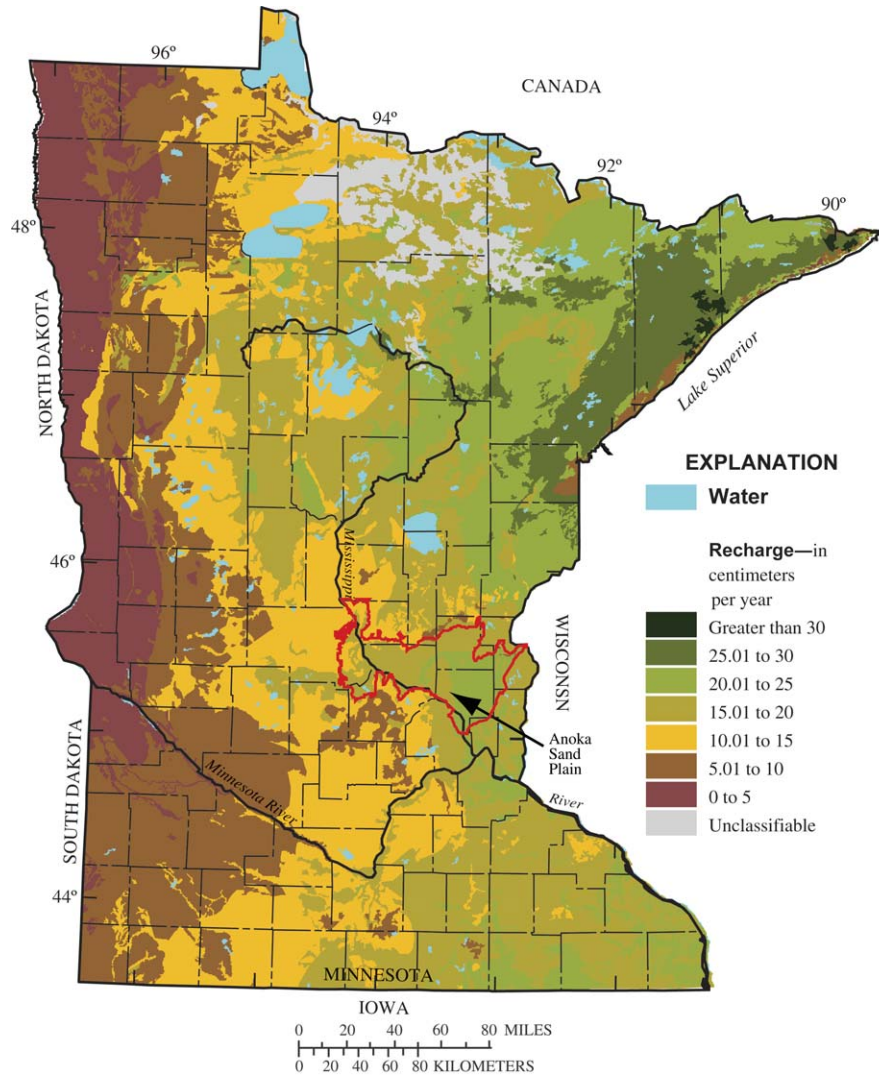 96º
CANADA
94º
92º
90º
48º
NORTH DAKOTA
Lake Superior
EXPLANATION
Water
Mississippi
46º
Recharge—in
centimeters
per year
Greater than 30
25.01 to 30
20.01 to 25
15.01 to 20
10.01 to 15
5.01 to 10
0 to 5
Unclassifiable
WISCONSN
Anoka
Sand
Plain
SOUTH DAKOTA
Minnesota River
River
44º
MINNESOTA
IOWA
0 20 40 60 80 MILES
0 20 40 60 80 KILOMETERS